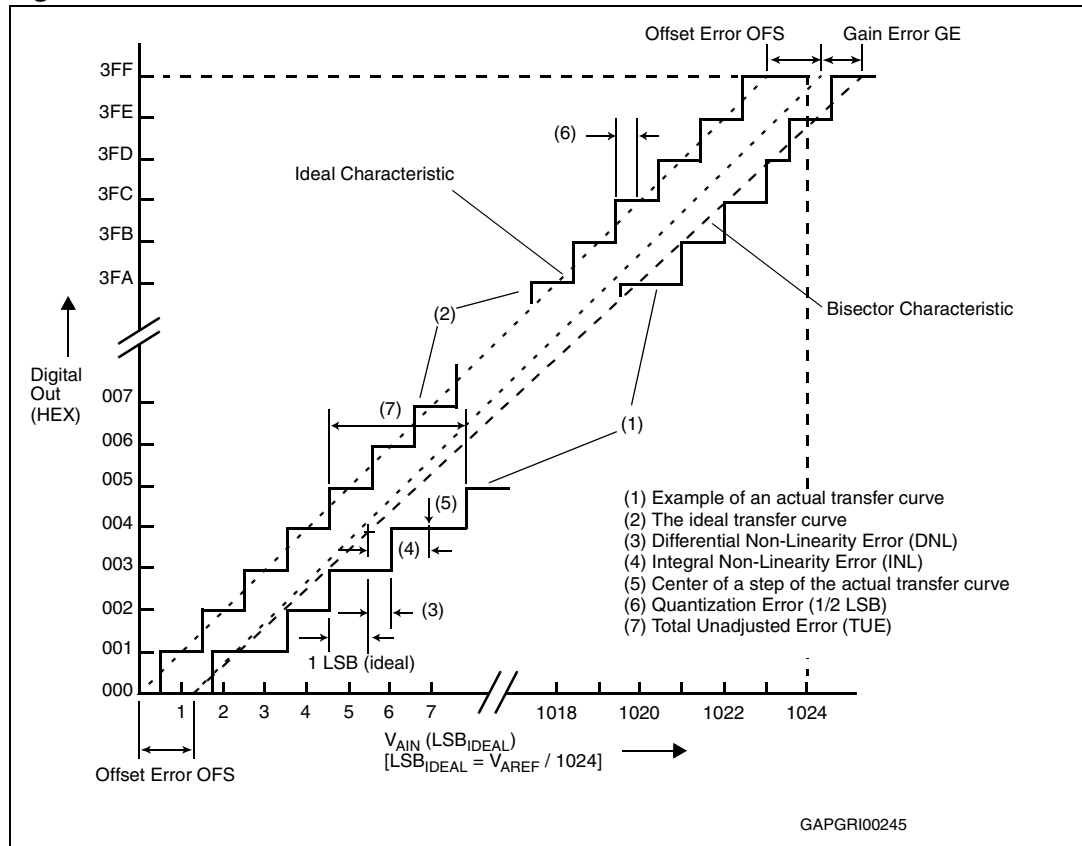 Offset Error OFS
Gain Error GE
3FF
3FE
3FD
3FC
3FB
3FA
(6)
Ideal Characteristic
(2)
Bisector Characteristic
Digital
Out
(HEX)
007
006
005
004
003
002
001
000
(7)
(1)
(5)
(4)
(3)
1 LSB (ideal)
(1) Example of an actual transfer curve
(2) The ideal transfer curve
(3) Differential Non-Linearity Error (DNL)
(4) Integral Non-Linearity Error (INL)
(5) Center of a step of the actual transfer curve
(6) Quantization Error (1/2 LSB)
(7) Total Unadjusted Error (TUE)
1 2 3 4 5 6 7 1018 1020 1022 1024
VAIN (LSBIDEAL)
[LSBIDEAL = VAREF / 1024]
Offset Error OFS
GAPGRI00245